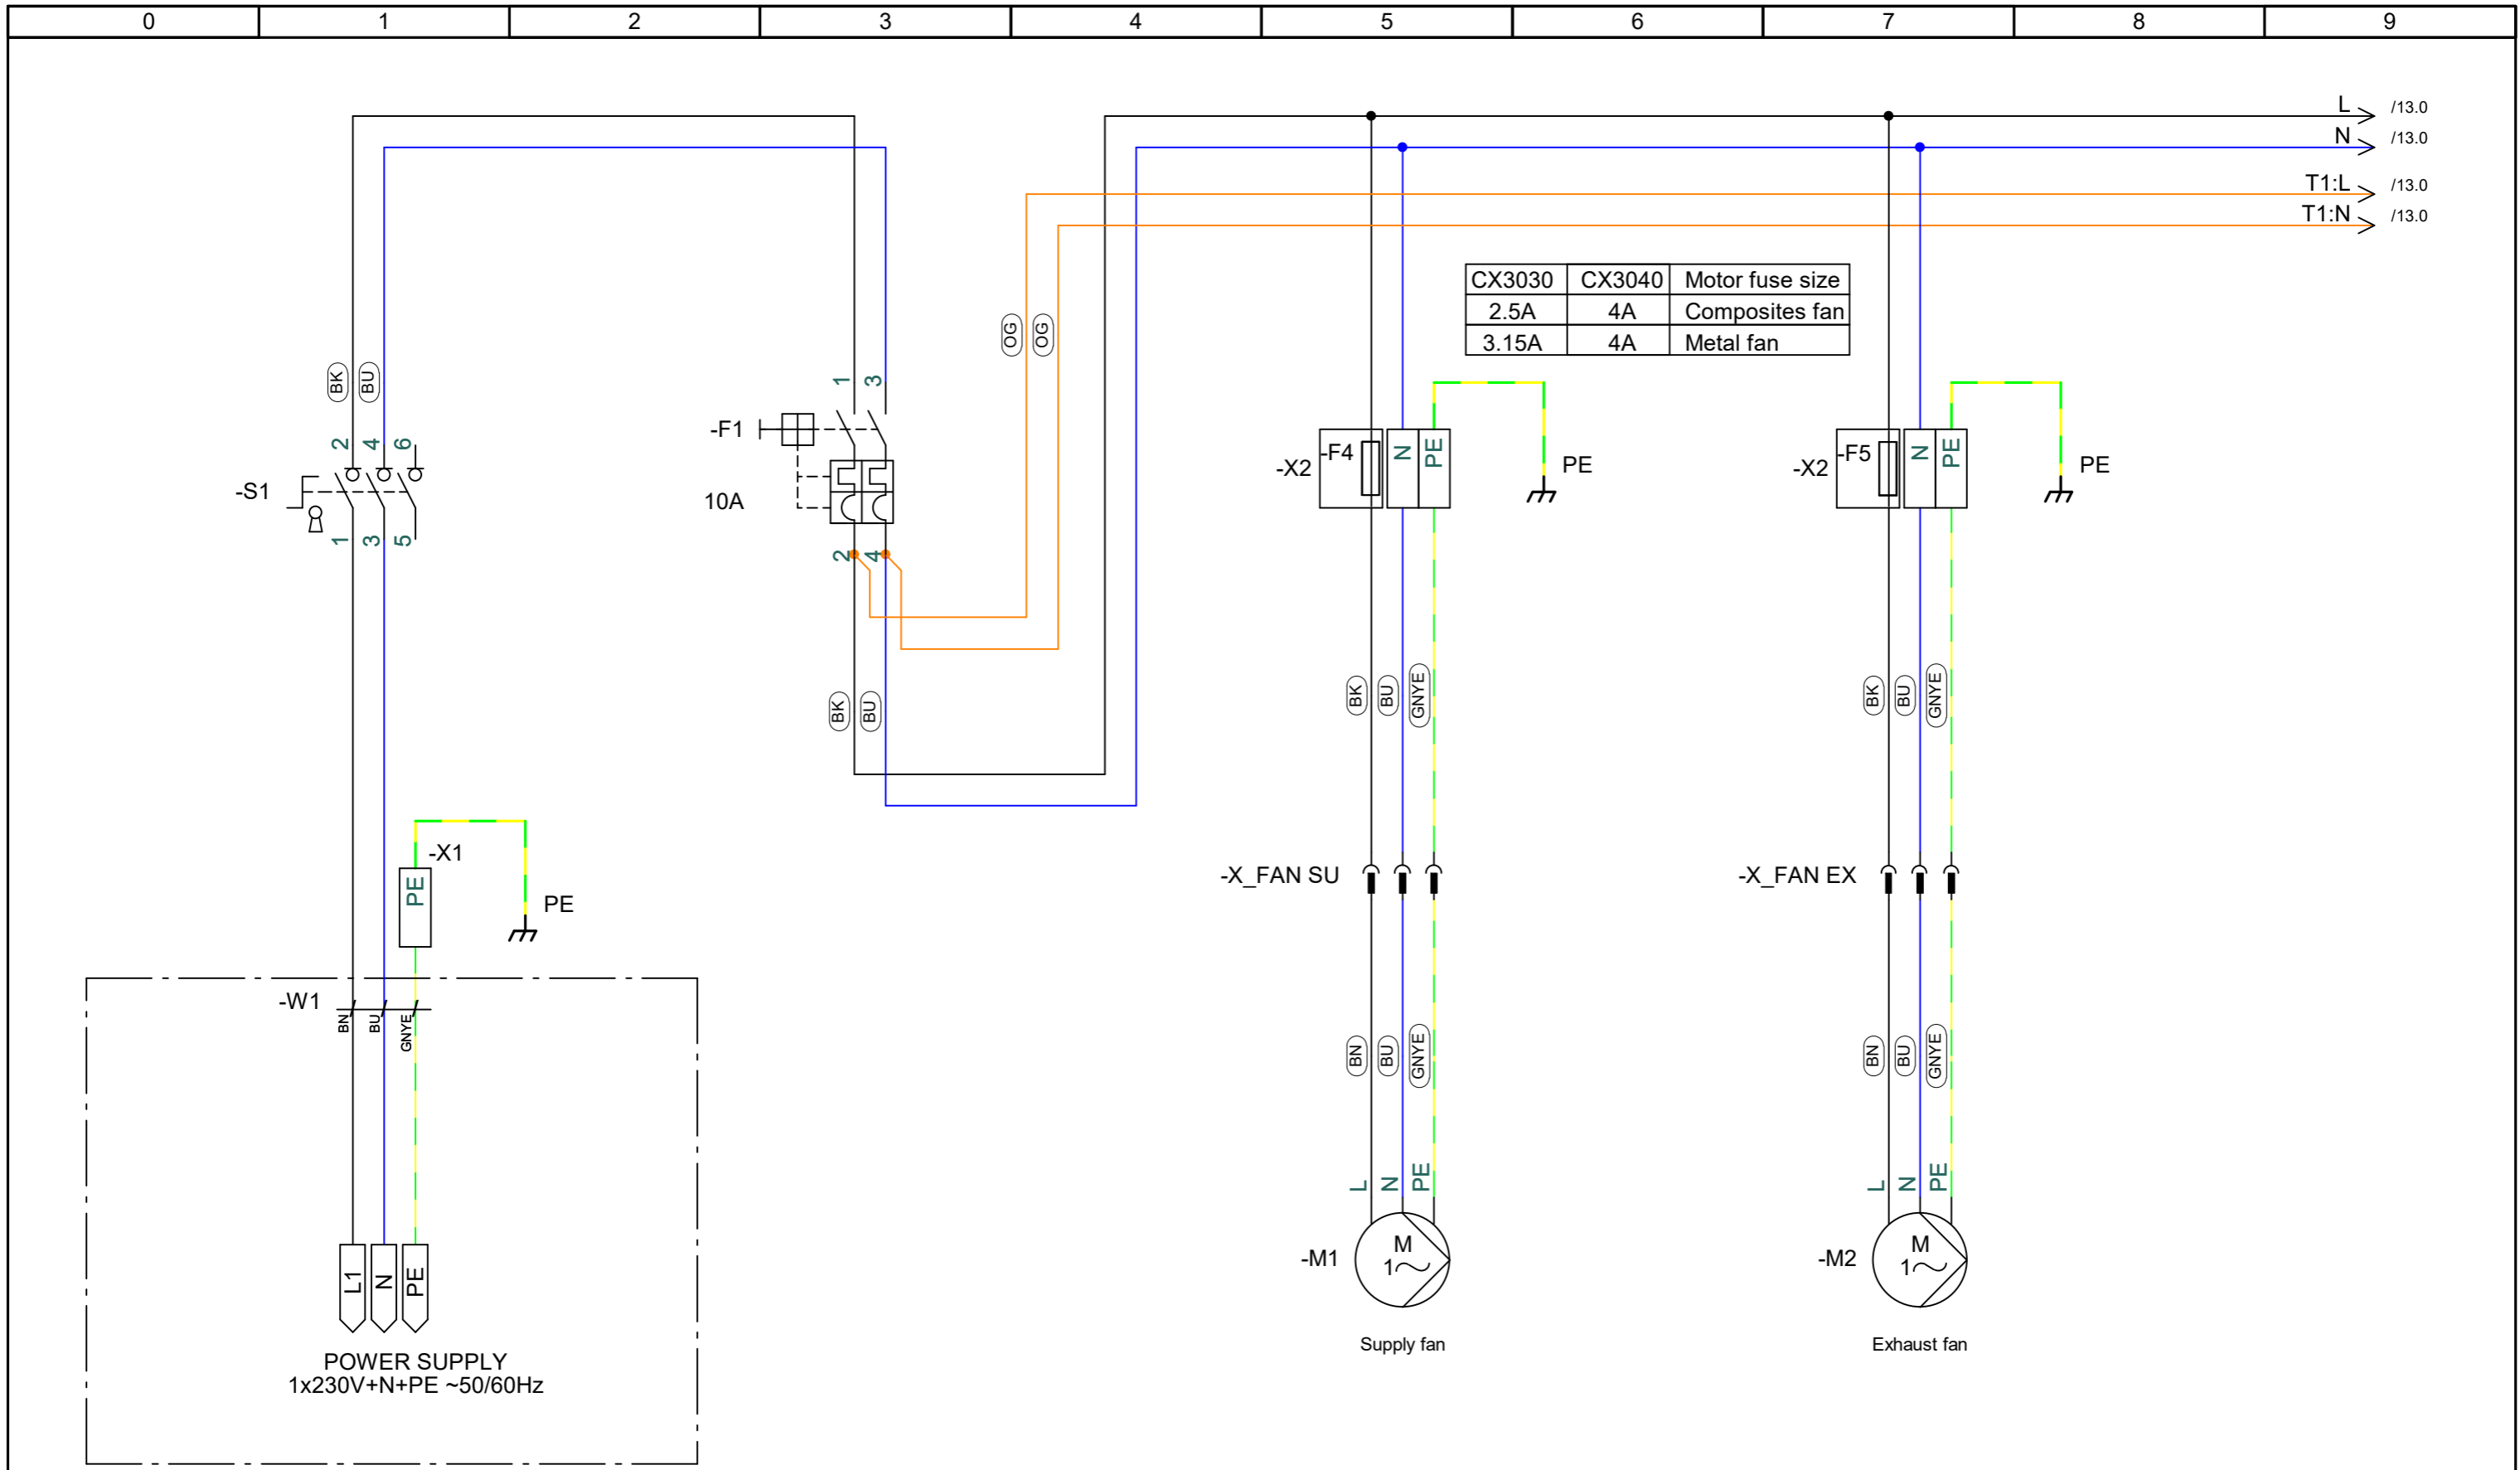 0 1 2 3 4 5 6 7 8 9
L /13.0
N /13.0
T1:L /13.0
T1:N /13.0
CX3030 CX3040 Motor fuse size
2.5A 4A Composites fan
3.15A 4A Metal fan
OG OG
BK BU
1 3
-F1
10A
2 4
2 4 6
-S1
1 3 5
-X2 -F4 N PE
PE
-X2 -F5 N PE
PE
BK BU
BK BU GNYE
BK BU GNYE
-X1
PE
PE
-X_FAN SU
-X_FAN EX
-W1
BN BU GNYE
BN BU GNYE
BN BU GNYE
L N PE
L N PE
L1 N PE
-M1
M
1
-M2
M
1
Supply fan
Exhaust fan
POWER SUPPLY
1x230V+N+PE ~50/60Hz